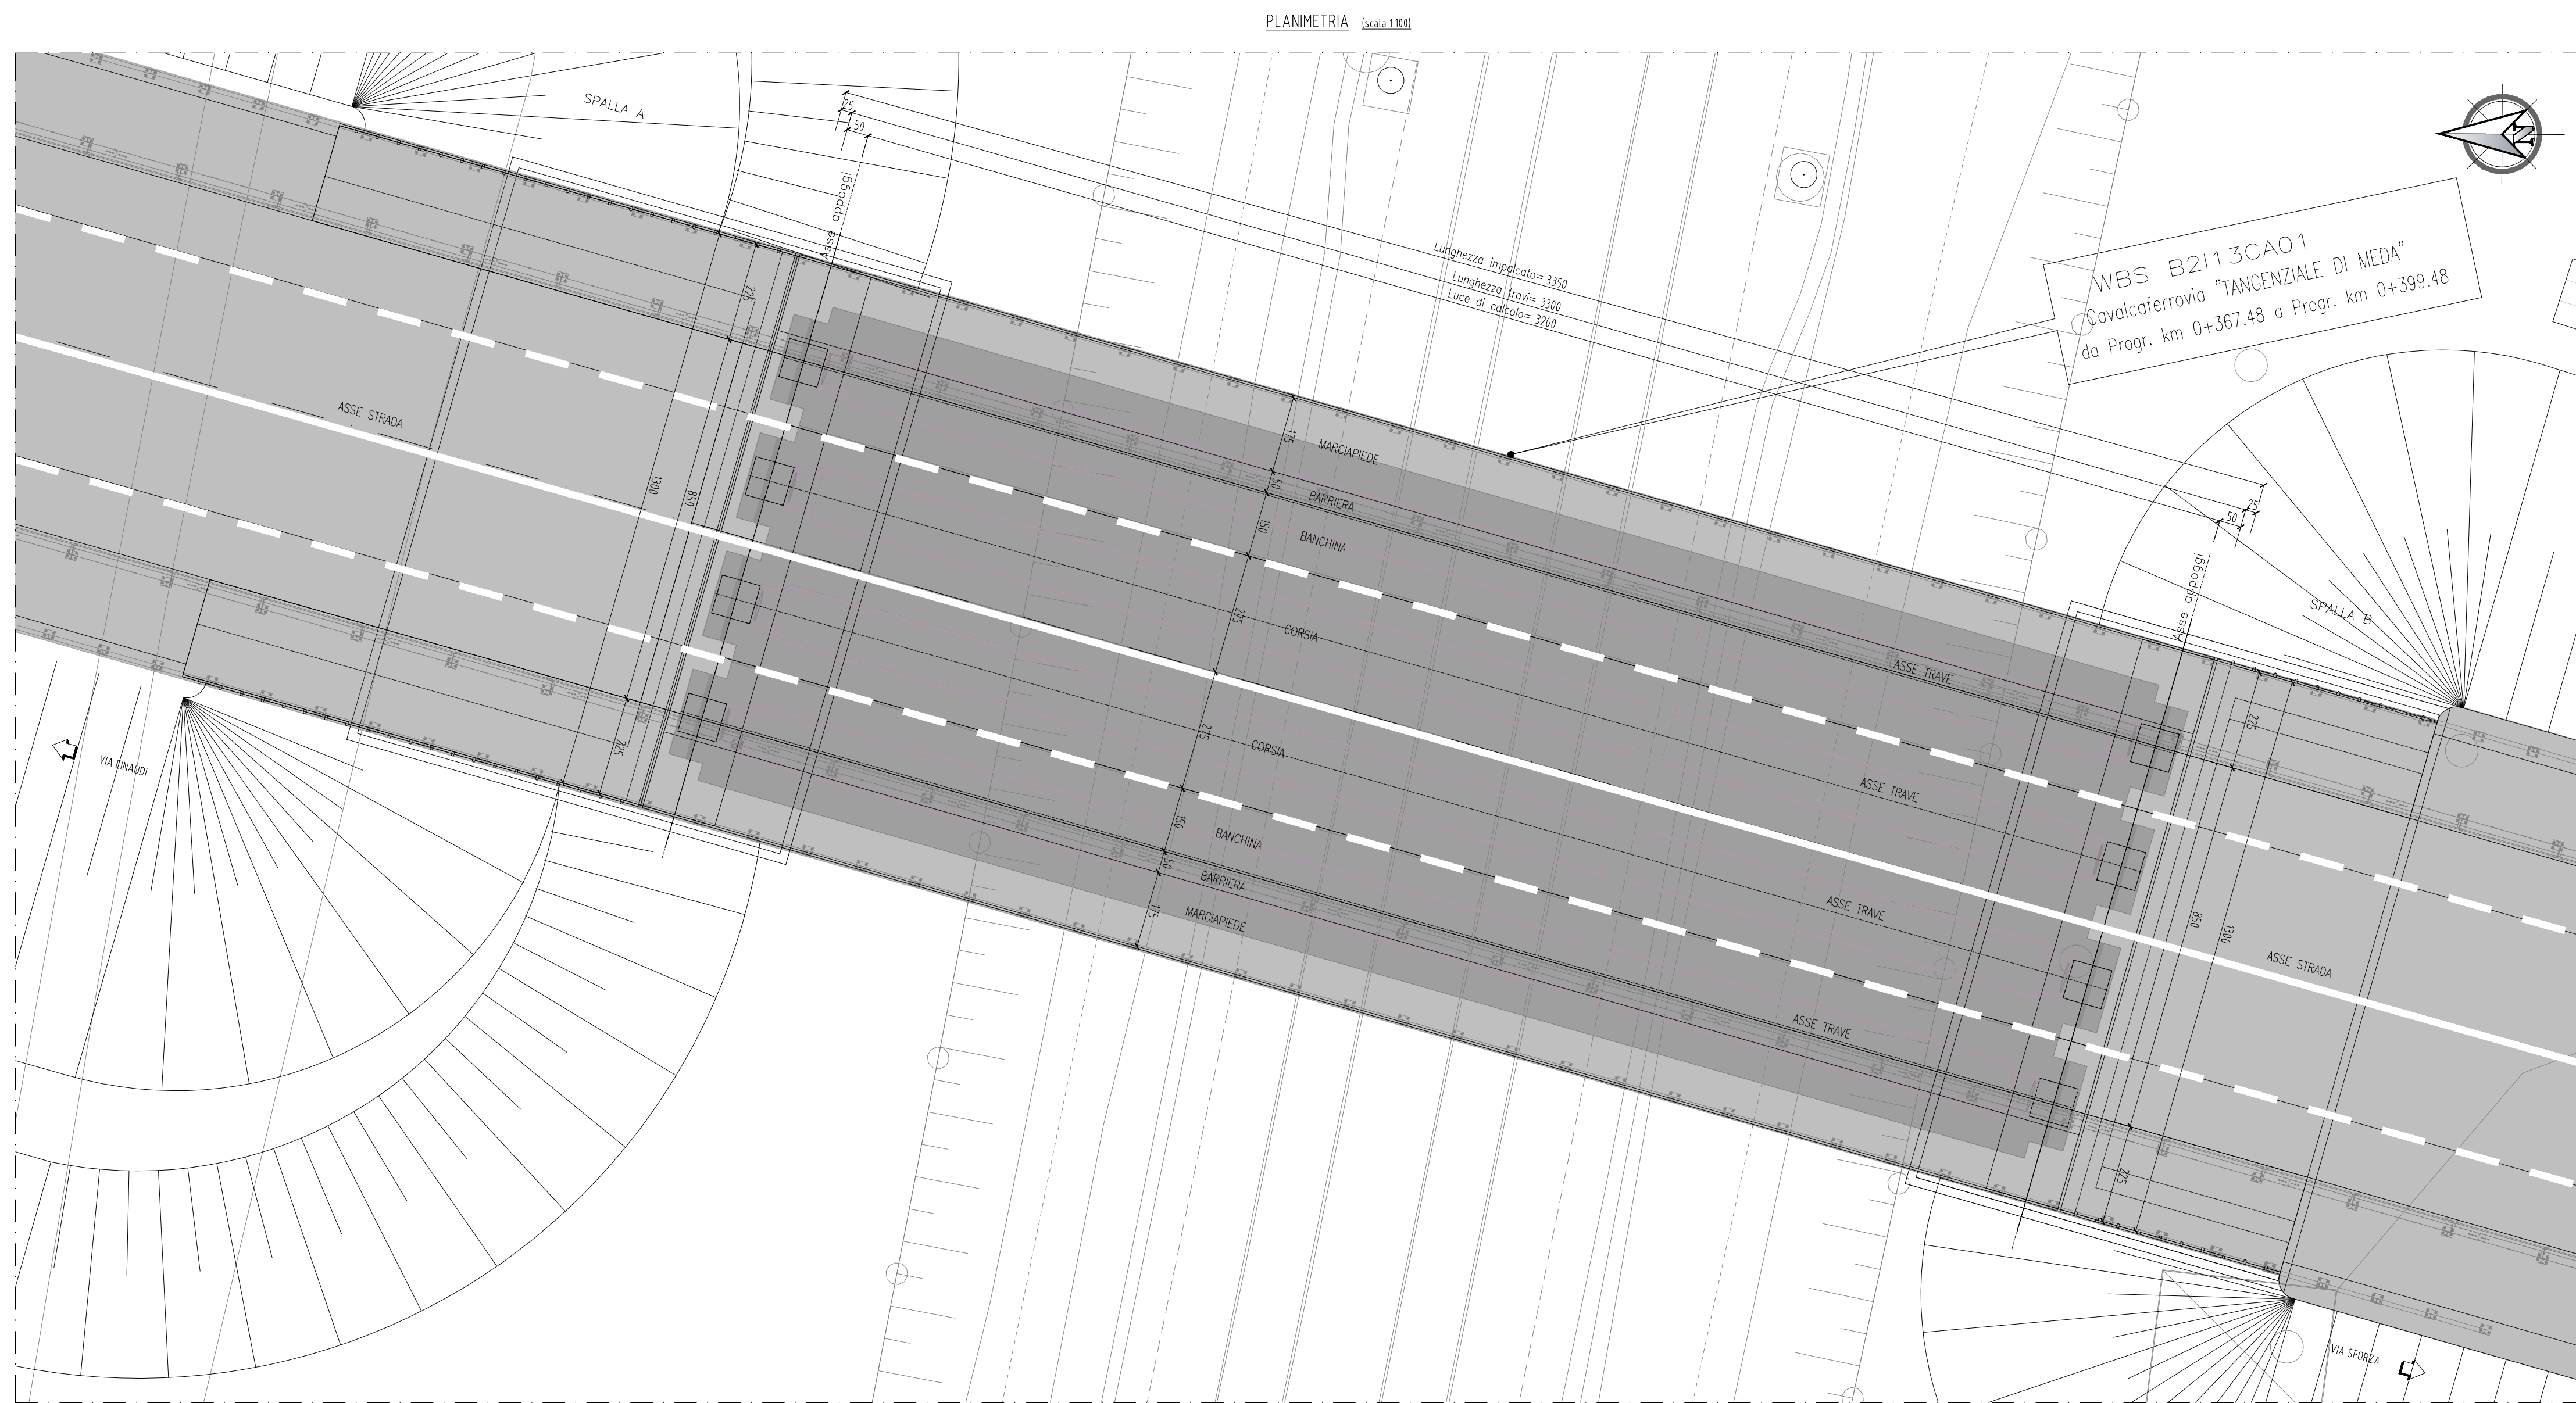 PLANIMETRIA (scala 1:100)
SPALLA A
25
50
Asse appoggi
N
WBS B2I13CA01
Cavalcaferrovia "TANGENZIALE DI MEDA"
da Progr. km 0+367.48 a Progr. km 0+399.48
Lunghezza impalcato= 3350
Lunghezza travi= 3300
Luce di calcolo= 3200
225
ASSE STRADA
1300
850
225
175
MARCIAPIEDE
50
BARRIERA
150
BANCHINA
275
CORSIA
275
CORSIA
150
BANCHINA
50
BARRIERA
175
MARCIAPIEDE
ASSE TRAVE
ASSE TRAVE
ASSE TRAVE
ASSE TRAVE
25
50
Asse appoggi
SPALLA B
225
850
1300
ASSE STRADA
225
VIA EINAUDI
VIA SFORZA